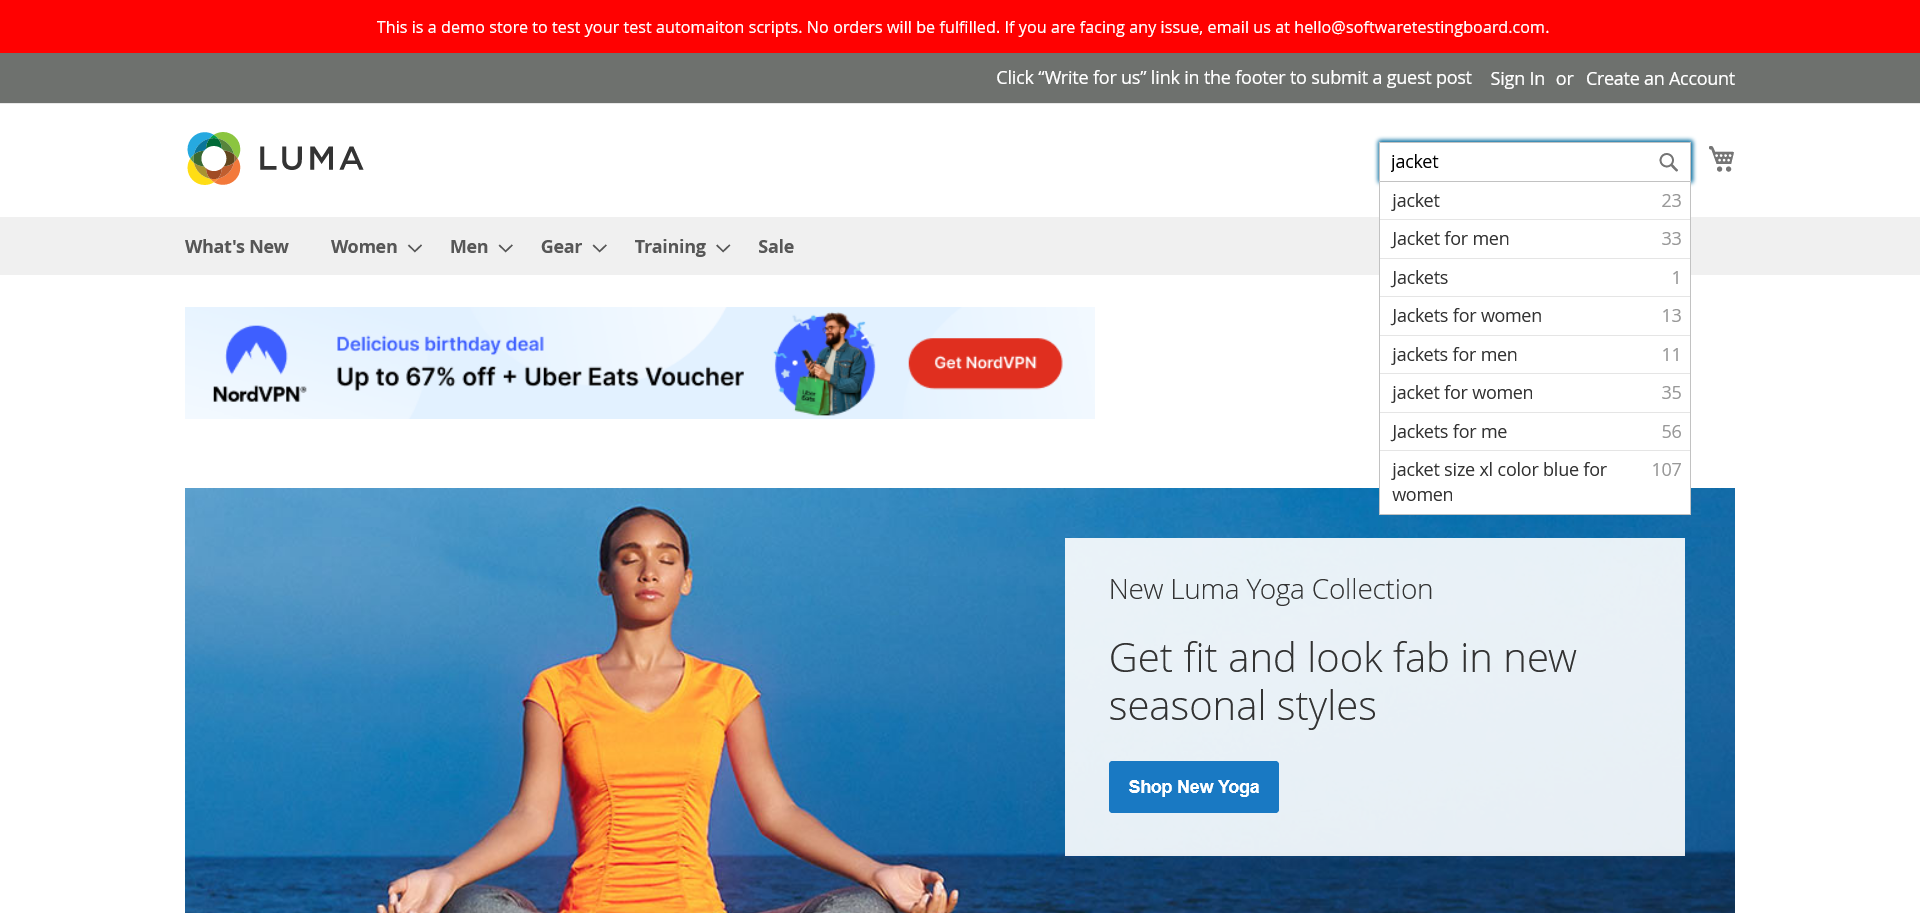 This is a demo store to test your test automaiton scripts. No orders will be fulfilled. If you are facing any issue, email us at hello@softwaretestingboard.com.
Click “Write for us” link in the footer to submit a guest post Sign In or Create an Account
LUMA
jacket
jacket 23
Jacket for men 33
Jackets 1
Jackets for women 13
jackets for men 11
jacket for women 35
Jackets for me 56
jacket size xl color blue for 107
women
What's New Women Men Gear Training Sale
NordVPN®
Delicious birthday deal
Up to 67% off + Uber Eats Voucher
Uber
Eats
Get NordVPN
New Luma Yoga Collection
Get fit and look fab in new
seasonal styles
Shop New Yoga